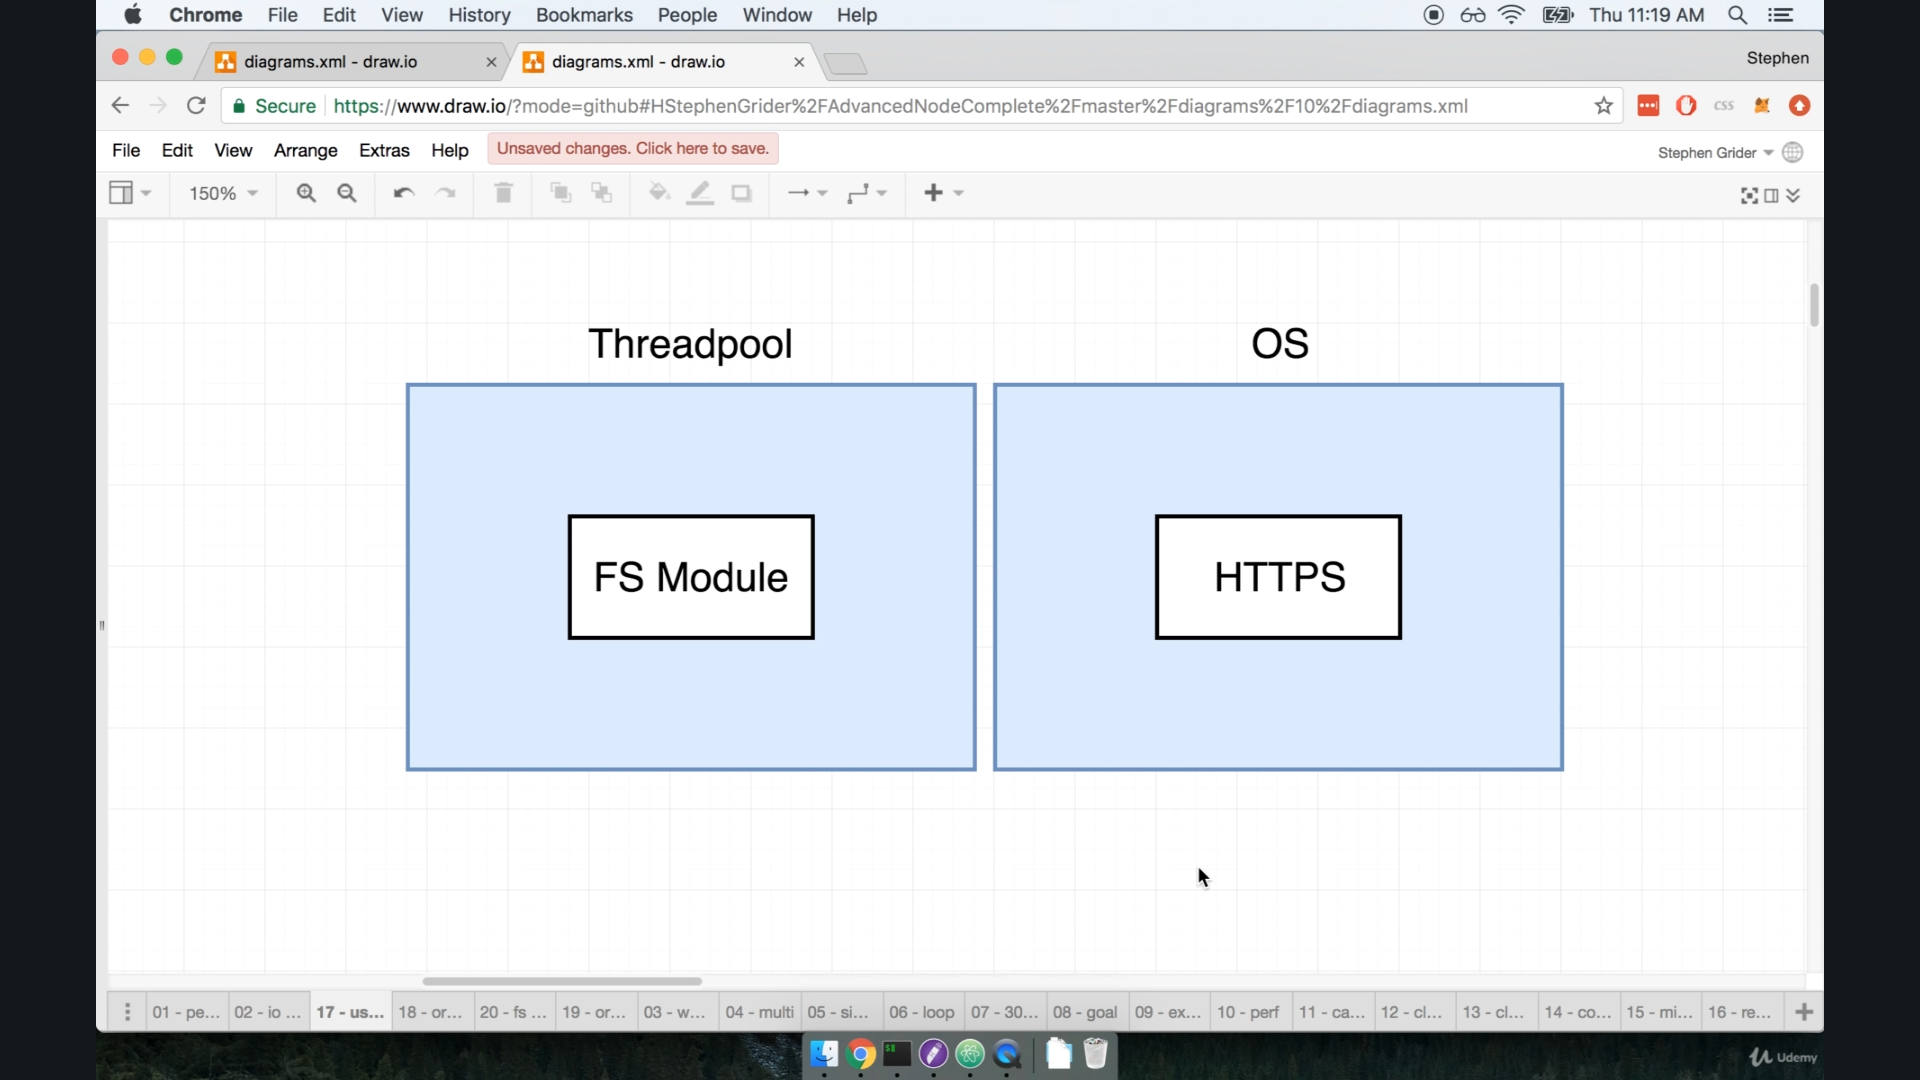 Chrome File Edit View History Bookmarks People Window Help Thu 11:19 AM
diagrams.xml - draw.io diagrams.xml - draw.io Stephen
Secure https://www.draw.io/?mode=github#HStephenGrider%2FAdvancedNodeComplete%2Fmaster%2Fdiagrams%2F10%2Fdiagrams.xml CSS
File Edit View Arrange Extras Help Unsaved changes. Click here to save. Stephen Grider
150%
Threadpool OS
FS Module HTTPS
01 - pe... 02 - io ... 17 - us... 18 - or... 20 - fs ... 19 - or... 03 - w... 04 - multi 05 - si... 06 - loop 07 - 30... 08 - goal 09 - ex... 10 - perf 11 - ca... 12 - cl... 13 - cl... 14 - co... 15 - mi... 16 - re...
Udemy